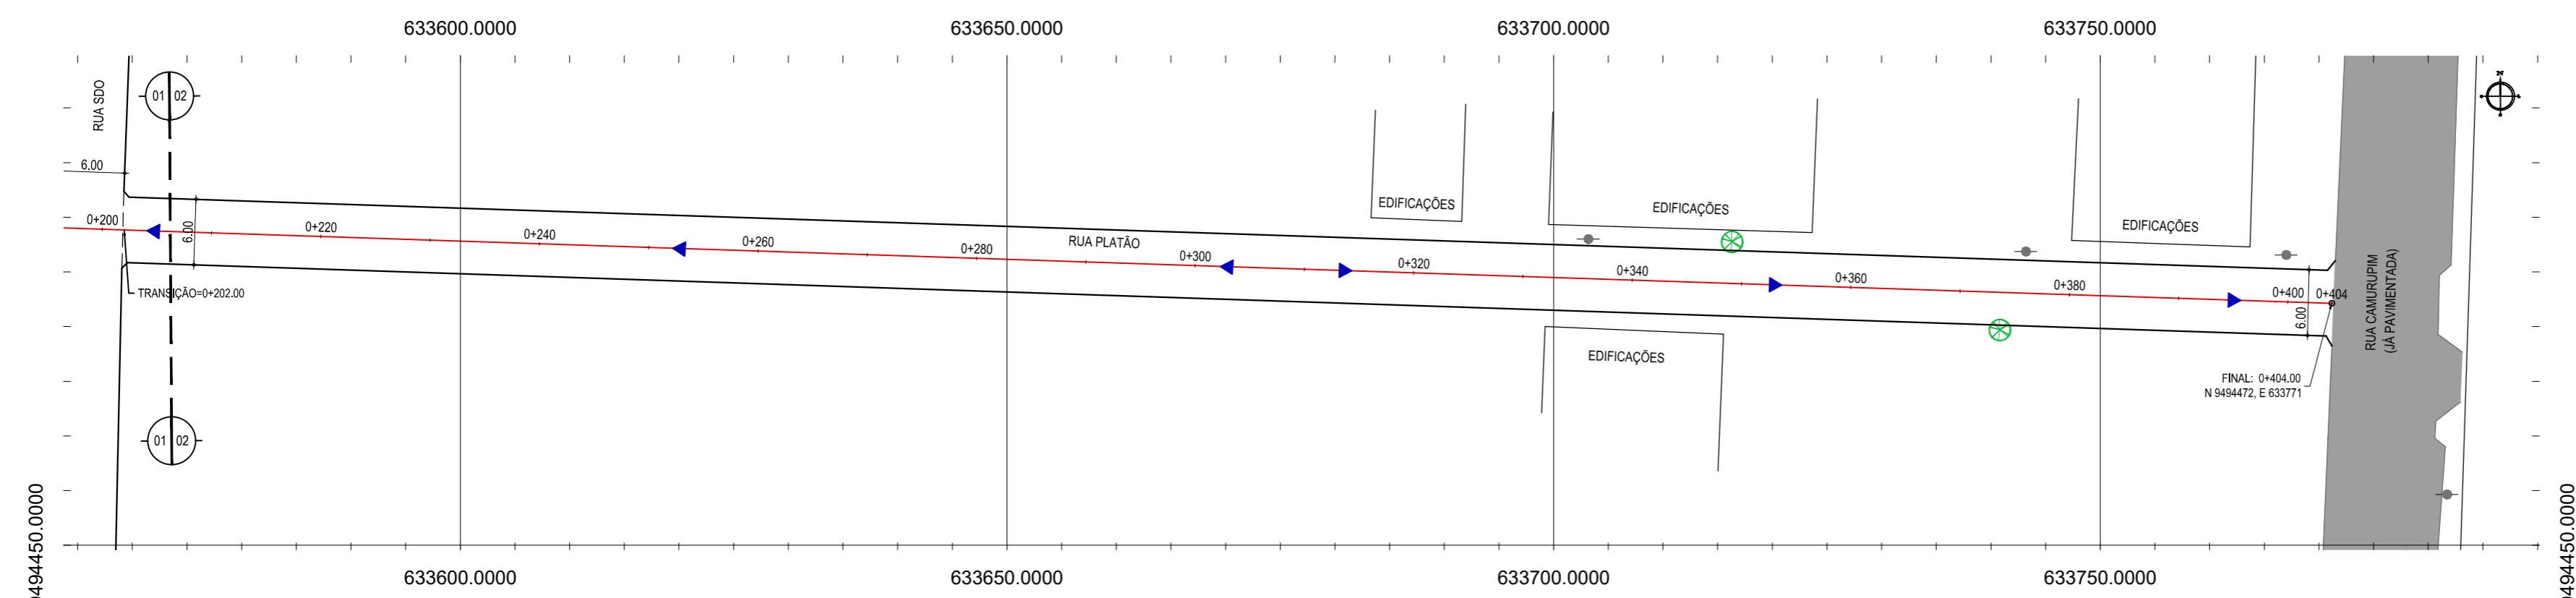 633600.0000
633650.0000
633700.0000
633750.0000
RUA SDO
01 02
N
6.00
0+200
6.00
0+220
0+240
0+260
0+280
RUA PLATÃO
0+300
0+320
0+340
0+360
0+380
0+400
0+404
6.00
EDIFICAÇÕES
EDIFICAÇÕES
EDIFICAÇÕES
EDIFICAÇÕES
TRANSIÇÃO=0+202.00
RUA CAMURUPIM
(JÁ PAVIMENTADA)
FINAL: 0+404.00
N 9494472, E 633771
01 02
9494450.0000
9494450.0000
633600.0000
633650.0000
633700.0000
633750.0000